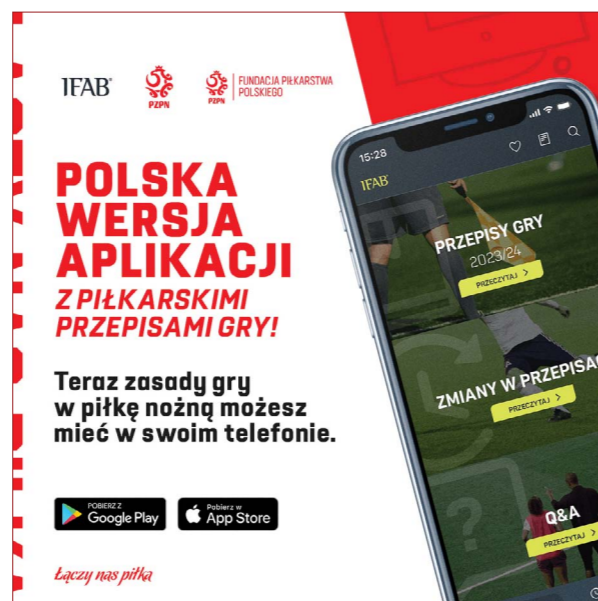 IFAB
PZPN
PZPN
FUNDACJA PIŁKARSTWA
POLSKIEGO
POLSKA
WERSJA
APLIKACJI
Z PIŁKARSKIMI
PRZEPISAMI GRY!
Teraz zasady gry
w piłkę nożną możesz
mieć w swoim telefonie.
POBIERZ Z
Google Play
Pobierz w
App Store
Łączy nas piłka
15:28
IFAB
PRZEPISY GRY
2023/24
PRZECZYTAJ >
ZMIANY W PRZEPISAC
PRZECZYTAJ >
Q&A
PRZECZYTAJ >